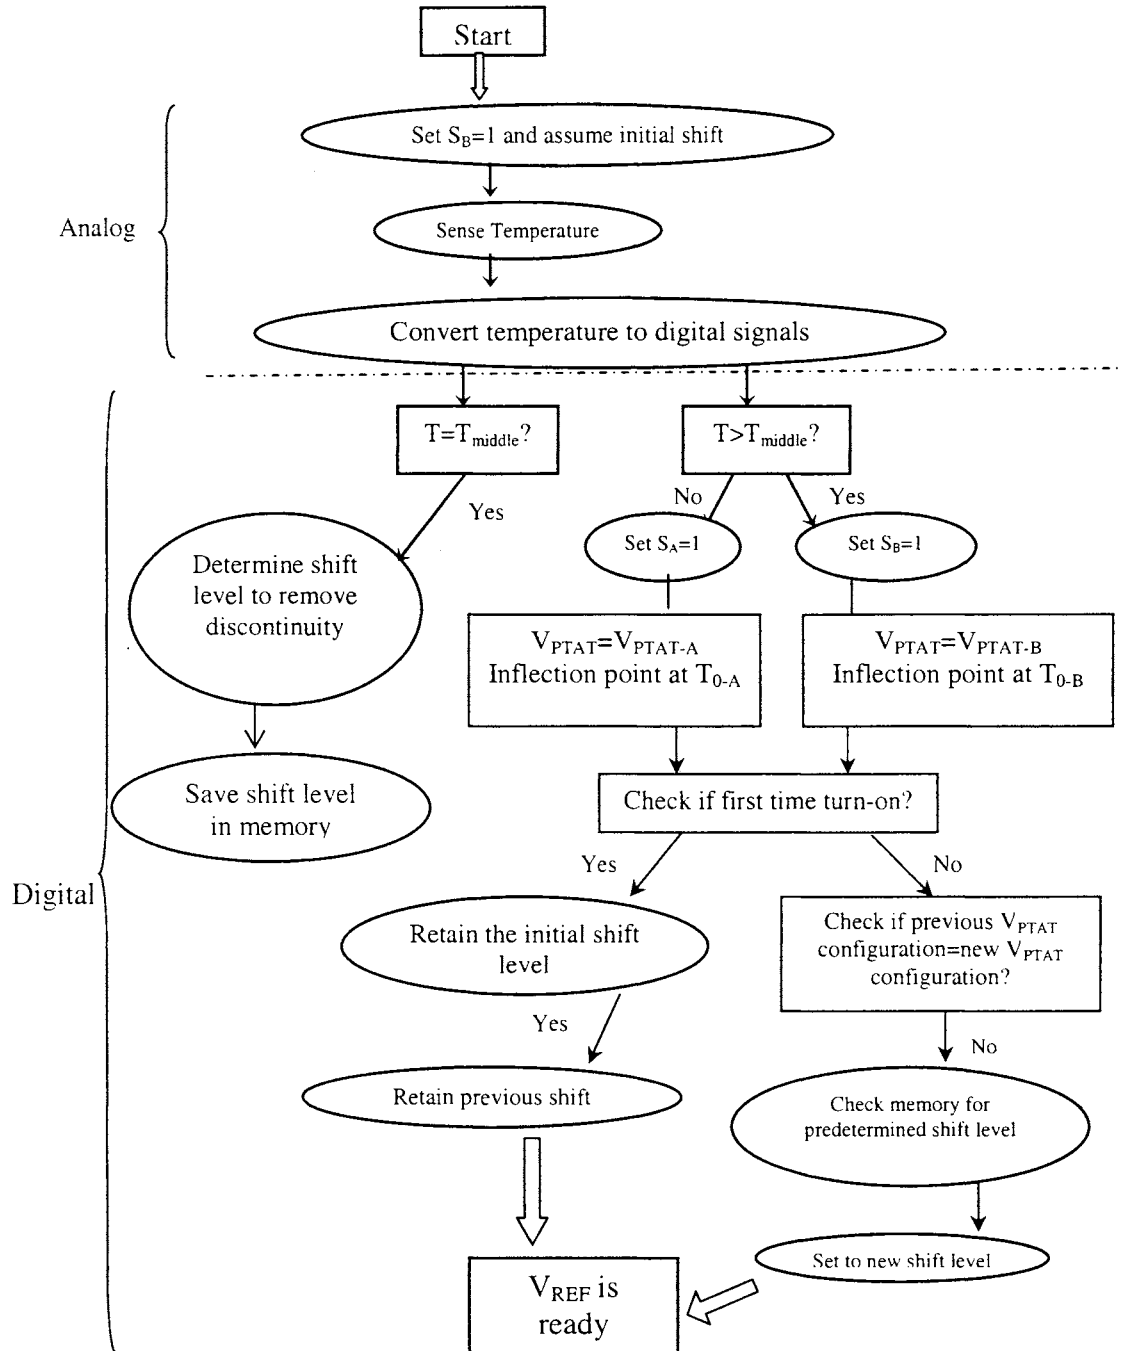 Start
Set S_B=1 and assume initial shift
Analog
Sense Temperature
Convert temperature to digital signals
T=T_middle?
T>T_middle?
Yes
No
Yes
Set S_A=1
Set S_B=1
Determine shift
level to remove
discontinuity
V_PTAT=V_PTAT-A
Inflection point at T_0-A
V_PTAT=V_PTAT-B
Inflection point at T_0-B
Save shift level
in memory
Check if first time turn-on?
Digital
Yes
No
Retain the initial shift
level
Check if previous V_PTAT
configuration=new V_PTAT
configuration?
Yes
No
Retain previous shift
Check memory for
predetermined shift level
Set to new shift level
V_REF is
ready